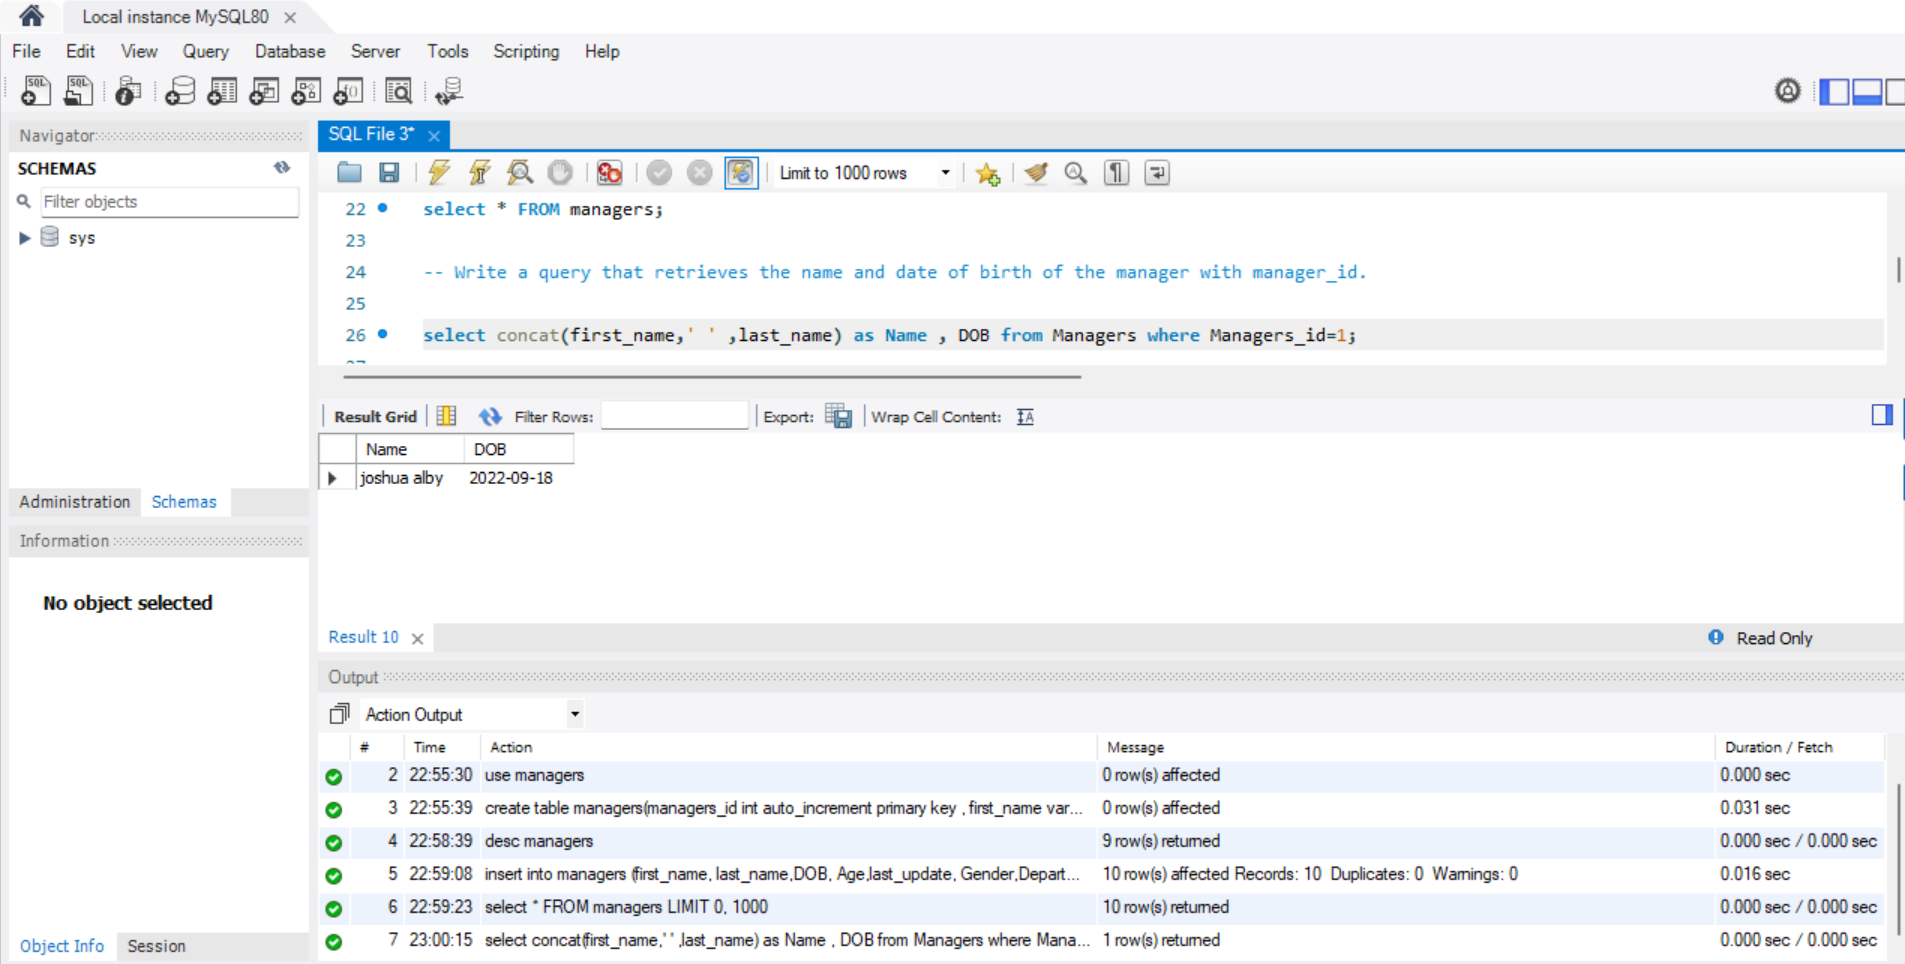 Local instance MySQL80
File Edit View Query Database Server Tools Scripting Help
Navigator
SCHEMAS
Filter objects
sys
Administration Schemas
Information
No object selected
Object Info Session
SQL File 3*
Limit to 1000 rows
22 select * FROM managers;
23
24 -- Write a query that retrieves the name and date of birth of the manager with manager_id.
25
26 select concat(first_name,' ' ,last_name) as Name , DOB from Managers where Managers_id=1;
Result Grid Filter Rows: Export: Wrap Cell Content:
Name DOB
joshua alby 2022-09-18
Result 10 Read Only
Output
Action Output
# Time Action Message Duration / Fetch
2 22:55:30 use managers 0 row(s) affected 0.000 sec
3 22:55:39 create table managers(managers_id int auto_increment primary key , first_name var... 0 row(s) affected 0.031 sec
4 22:58:39 desc managers 9 row(s) returned 0.000 sec / 0.000 sec
5 22:59:08 insert into managers (first_name, last_name,DOB, Age,last_update, Gender,Depart... 10 row(s) affected Records: 10 Duplicates: 0 Warnings: 0 0.016 sec
6 22:59:23 select * FROM managers LIMIT 0, 1000 10 row(s) returned 0.000 sec / 0.000 sec
7 23:00:15 select concat(first_name,' ' ,last_name) as Name , DOB from Managers where Mana... 1 row(s) returned 0.000 sec / 0.000 sec